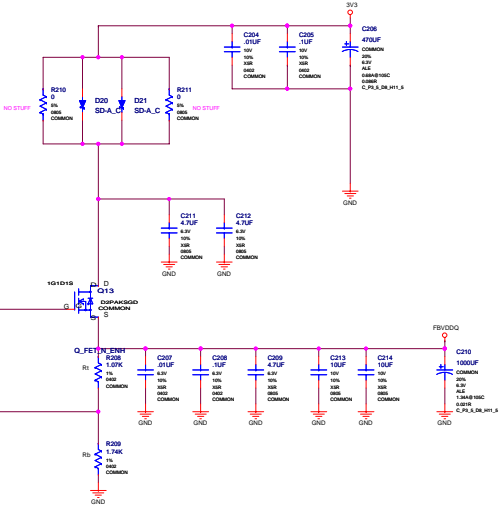 3V3
C204
.01UF
10V
10%
X5R
0402
COMMON
C205
.1UF
10V
10%
X5R
0402
COMMON
C206
470UF
COMMON
20%
6.3V
ALE
0.68A@105C
0.096R
C_P3_5_D8_H11_5
GND
NO STUFF
R210
0
5%
0805
COMMON
D20
SD-A_C
D21
SD-A_C
R211
0
5%
0805
COMMON
NO STUFF
C211
4.7UF
6.3V
10%
X5R
0805
COMMON
GND
C212
4.7UF
6.3V
10%
X5R
0805
COMMON
GND
1G1D1S
D
D
Q13
D2PAKSGD
COMMON
G
G
S
S
Q_FET_N_ENH
FBVDDQ
Rt
R208
1.07K
1%
0402
COMMON
C207
.01UF
6.3V
10%
X5R
0402
COMMON
GND
C208
.1UF
6.3V
10%
X5R
0402
COMMON
GND
C209
4.7UF
6.3V
10%
X5R
0805
COMMON
GND
C213
10UF
10V
10%
X5R
0805
COMMON
GND
C214
10UF
10V
10%
X5R
0805
COMMON
GND
C210
1000UF
COMMON
20%
6.3V
ALE
1.34A@105C
0.021R
C_P3_5_D8_H11_5
GND
Rb
R209
1.74K
1%
0402
COMMON
GND